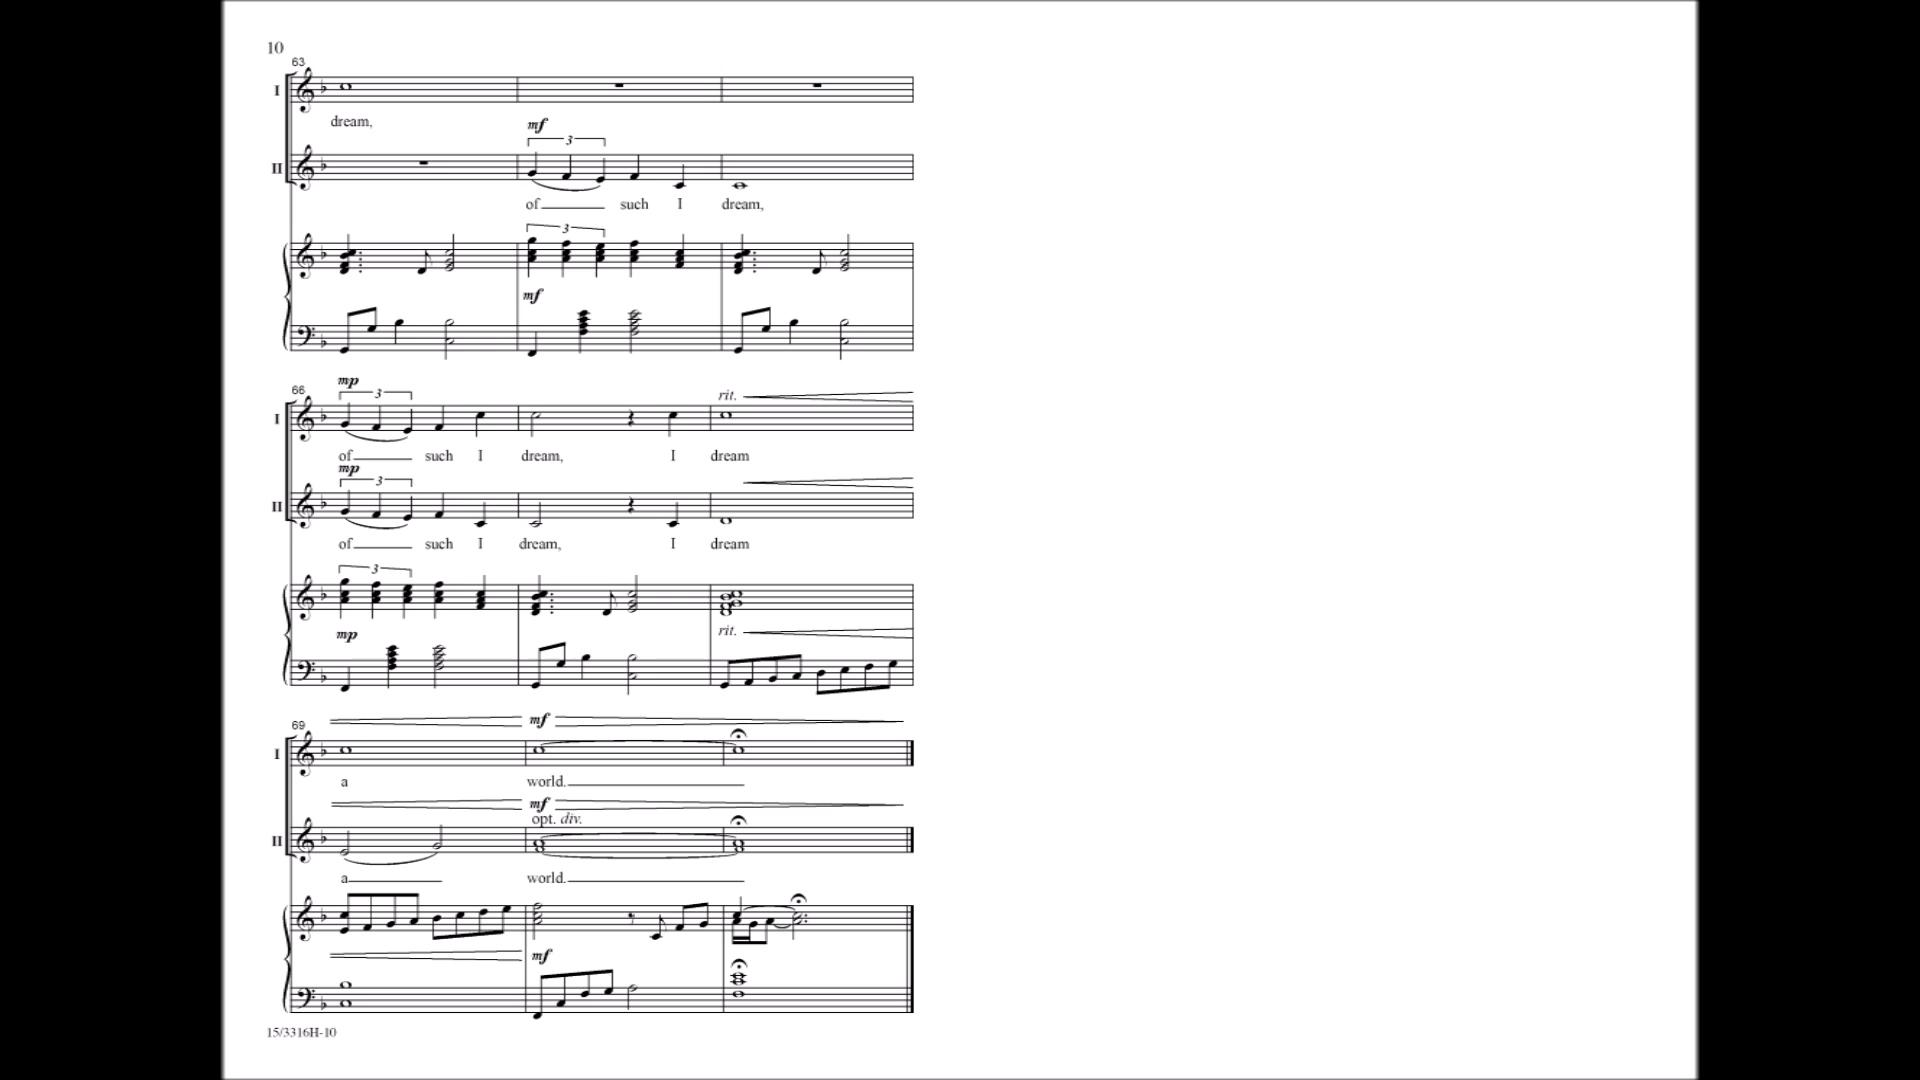 10
63
I
dream,
mf
3
II
of such I dream,
3
mf
66
mp
3
rit.
I
of such I dream, I dream
mp
3
II
of such I dream, I dream
3
mp
rit.
69
mf
I
a world.
mf
opt. div.
II
a world.
mf
15/3316H-10